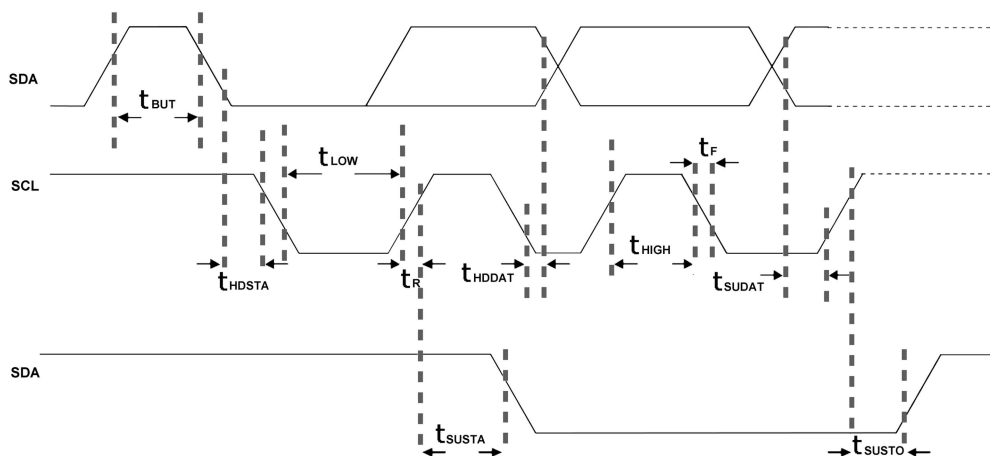 SDA
tBUT
tLOW
tF
SCL
tHDSTA
tR
tHDDAT
tHIGH
tSUDAT
SDA
tSUSTA
tSUSTO